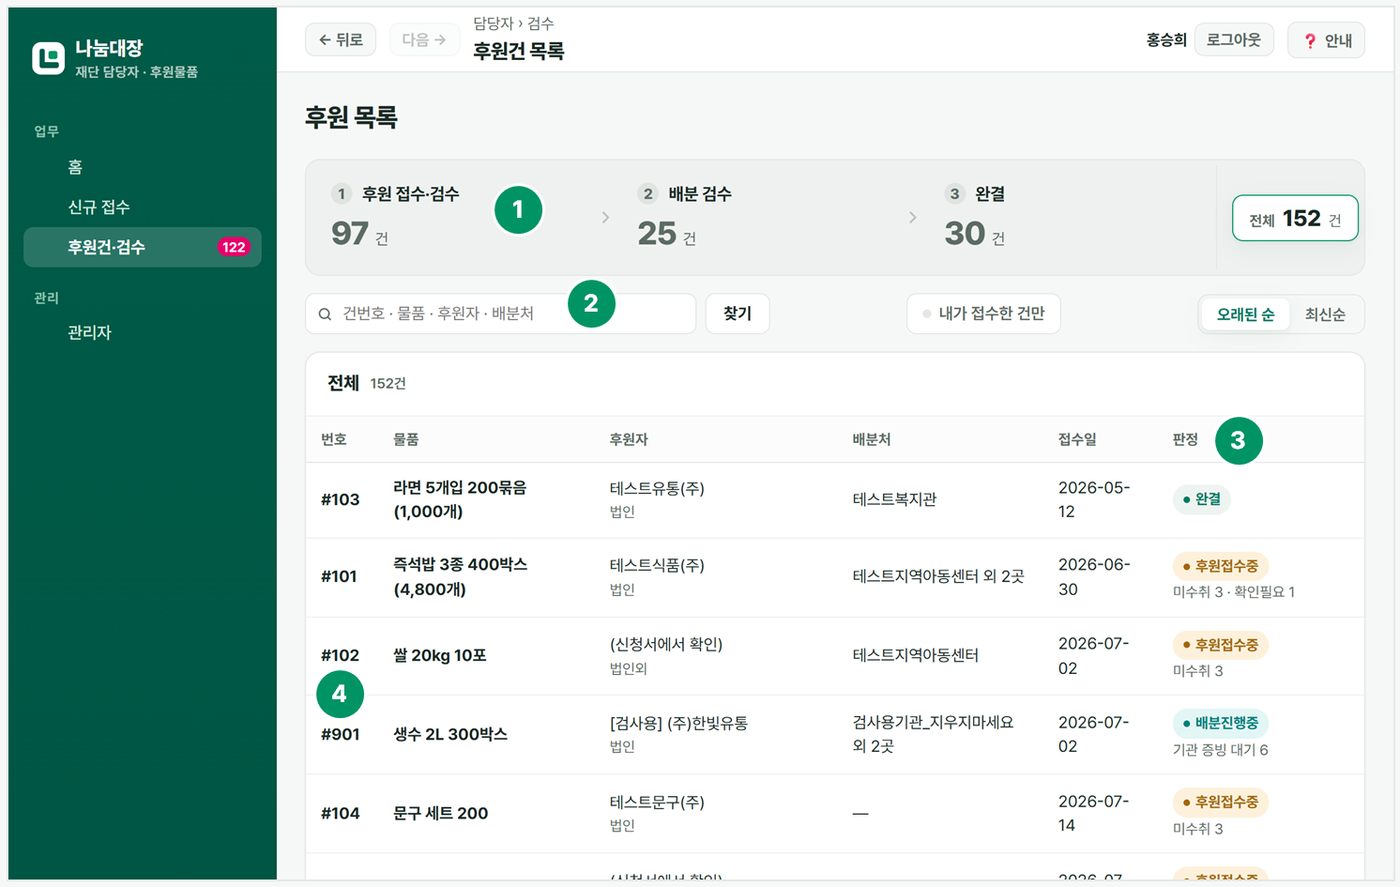 나눔대장
재단 담당자 · 후원물품
업무
홈
신규 접수
후원건·검수 122
관리
관리자
← 뒤로
다음 →
담당자 › 검수
후원건 목록
홍승희
로그아웃
❓ 안내
후원 목록
1 후원 접수·검수
97 건
1
2 배분 검수
25 건
3 완결
30 건
전체 152 건
건번호 · 물품 · 후원자 · 배분처
2
찾기
내가 접수한 건만
오래된 순
최신순
전체 152건
번호 물품 후원자 배분처 접수일 판정
3
#103
라면 5개입 200묶음
(1,000개)
테스트유통(주)
법인
테스트복지관
2026-05-
12
완결
#101
즉석밥 3종 400박스
(4,800개)
테스트식품(주)
법인
테스트지역아동센터 외 2곳
2026-06-
30
후원접수중
미수취 3 · 확인필요 1
#102
쌀 20kg 10포
(신청서에서 확인)
법인외
테스트지역아동센터
2026-07-
02
후원접수중
미수취 3
4
#901
생수 2L 300박스
[검사용] (주)한빛유통
법인
검사용기관_지우지마세요
외 2곳
2026-07-
02
배분진행중
기관 증빙 대기 6
#104
문구 세트 200
테스트문구(주)
법인
—
2026-07-
14
후원접수중
미수취 3
(신청서에서 확인)
2026-07-
후원접수중